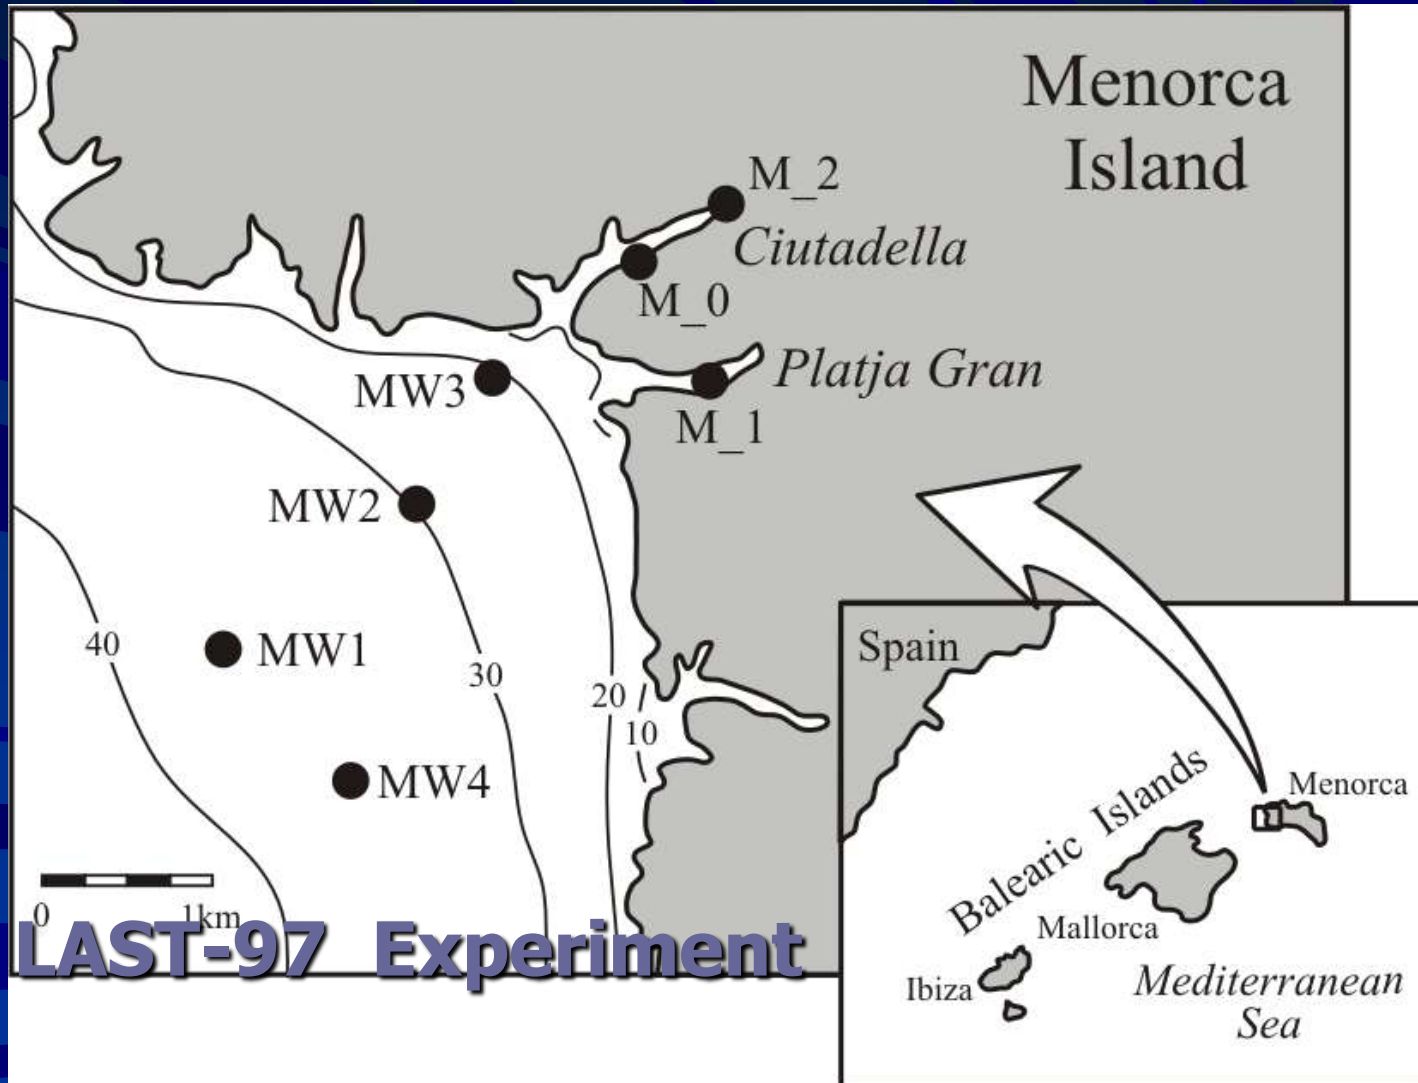 Menorca
Island
M_2
Ciutadella
M_0
Platja Gran
MW3
M_1
MW2
40
MW1
30
20
10
MW4
0
1km
LAST-97 Experiment
Spain
Balearic Islands
Menorca
Mallorca
Ibiza
Mediterranean
Sea